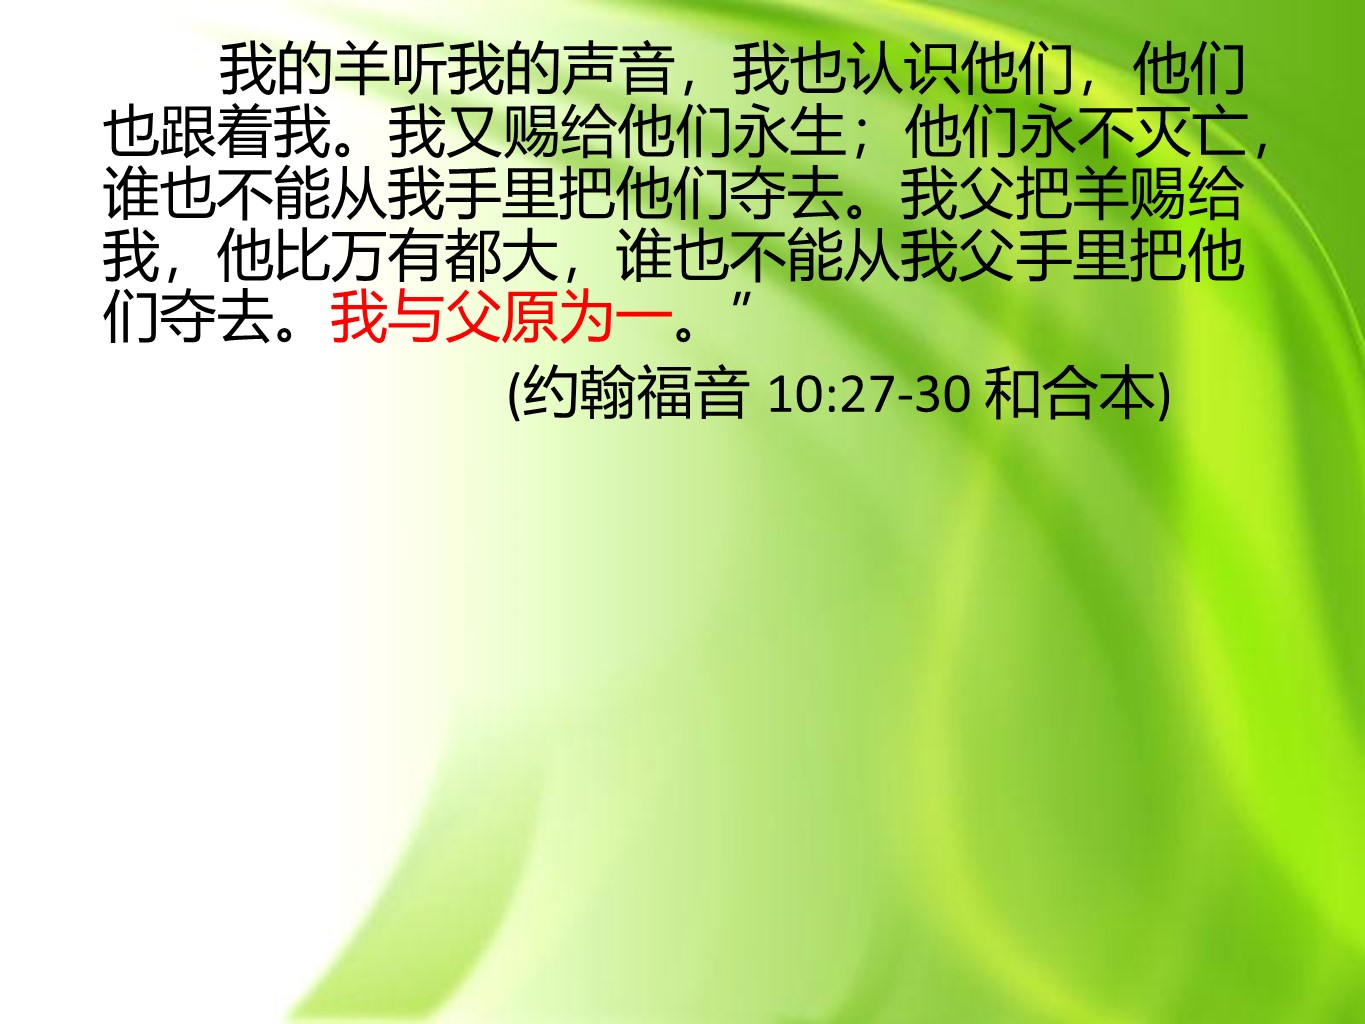 我的羊听我的声音，我也认识他们，他们
也跟着我。我又赐给他们永生；他们永不灭亡，
谁也不能从我手里把他们夺去。我父把羊赐给
我，他比万有都大，谁也不能从我父手里把他
们夺去。我与父原为一。”
(约翰福音 10:27-30 和合本)